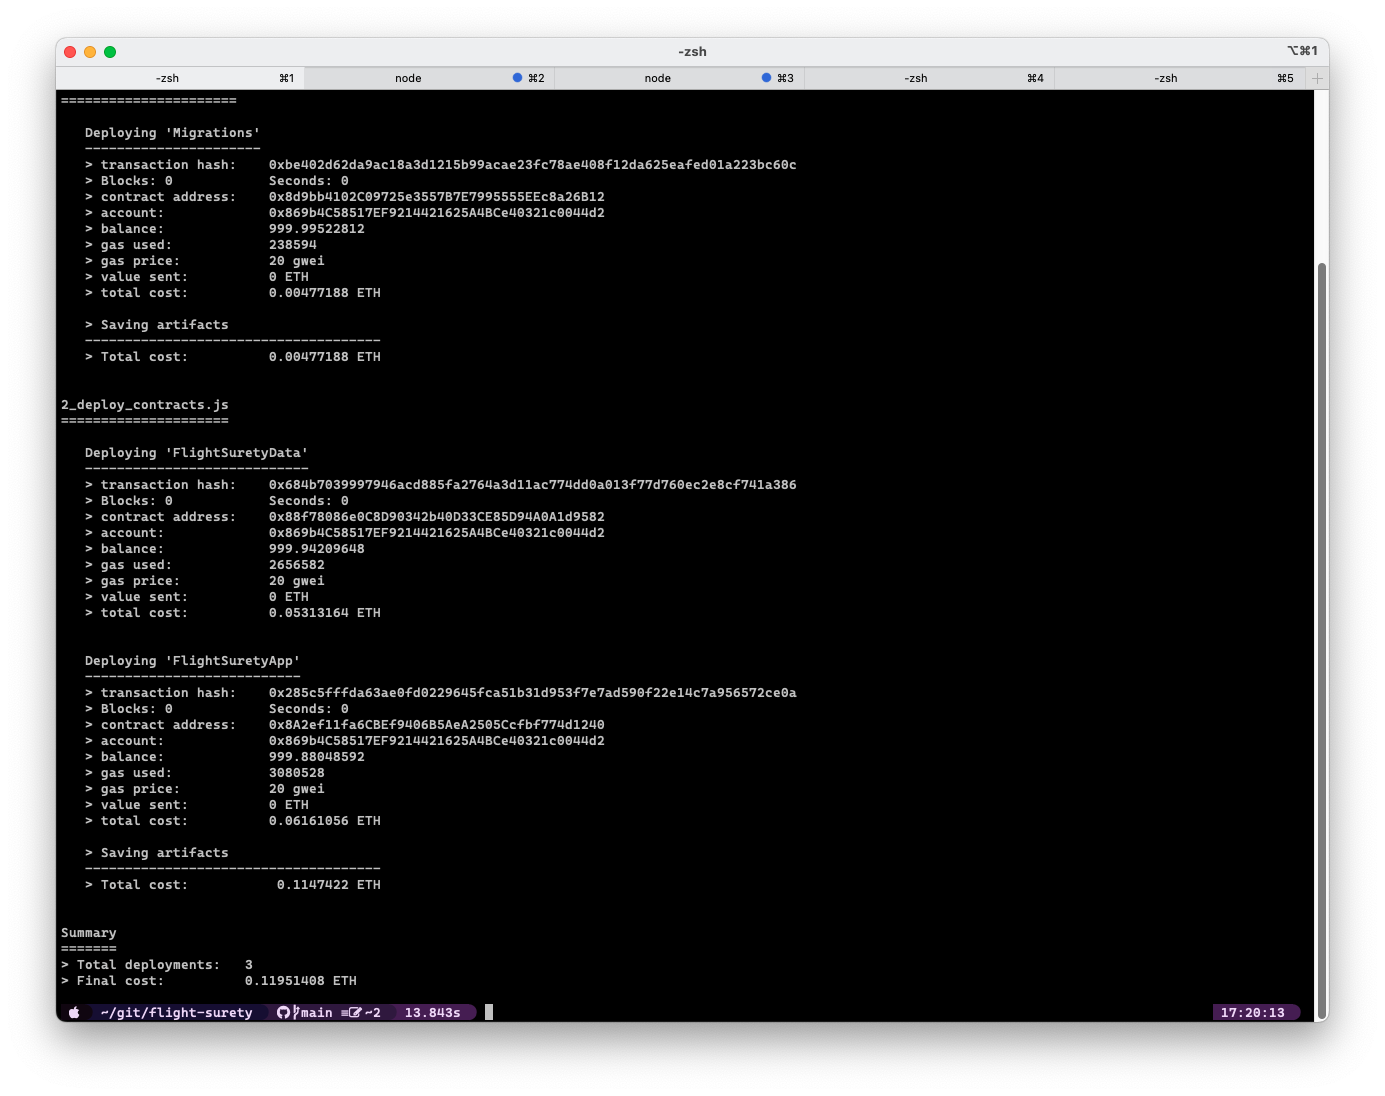 -zsh
⌥⌘1
-zsh ⌘1 node ⌘2 node ⌘3 -zsh ⌘4 -zsh ⌘5
======================
Deploying 'Migrations'
----------------------
> transaction hash:    0xbe402d62da9ac18a3d1215b99acae23fc78ae408f12da625eafed01a223bc60c
> Blocks: 0            Seconds: 0
> contract address:    0x8d9bb4102C09725e3557B7E7995555EEc8a26B12
> account:             0x869b4C58517EF9214421625A4BCe40321c0044d2
> balance:             999.99522812
> gas used:            238594
> gas price:           20 gwei
> value sent:          0 ETH
> total cost:          0.00477188 ETH
> Saving artifacts
-------------------------------------
> Total cost:          0.00477188 ETH
2_deploy_contracts.js
=====================
Deploying 'FlightSuretyData'
----------------------------
> transaction hash:    0x684b7039997946acd885fa2764a3d11ac774dd0a013f77d760ec2e8cf741a386
> Blocks: 0            Seconds: 0
> contract address:    0x88f78086e0C8D90342b40D33CE85D94A0A1d9582
> account:             0x869b4C58517EF9214421625A4BCe40321c0044d2
> balance:             999.94209648
> gas used:            2656582
> gas price:           20 gwei
> value sent:          0 ETH
> total cost:          0.05313164 ETH
Deploying 'FlightSuretyApp'
---------------------------
> transaction hash:    0x285c5fffda63ae0fd0229645fca51b31d953f7e7ad590f22e14c7a956572ce0a
> Blocks: 0            Seconds: 0
> contract address:    0x8A2ef11fa6CBEf9406B5AeA2505Ccfbf774d1240
> account:             0x869b4C58517EF9214421625A4BCe40321c0044d2
> balance:             999.88048592
> gas used:            3080528
> gas price:           20 gwei
> value sent:          0 ETH
> total cost:          0.06161056 ETH
> Saving artifacts
-------------------------------------
> Total cost:           0.1147422 ETH
Summary
=======
> Total deployments:   3
> Final cost:          0.11951408 ETH
~/git/flight-surety main ≡ ~2 13.843s 17:20:13